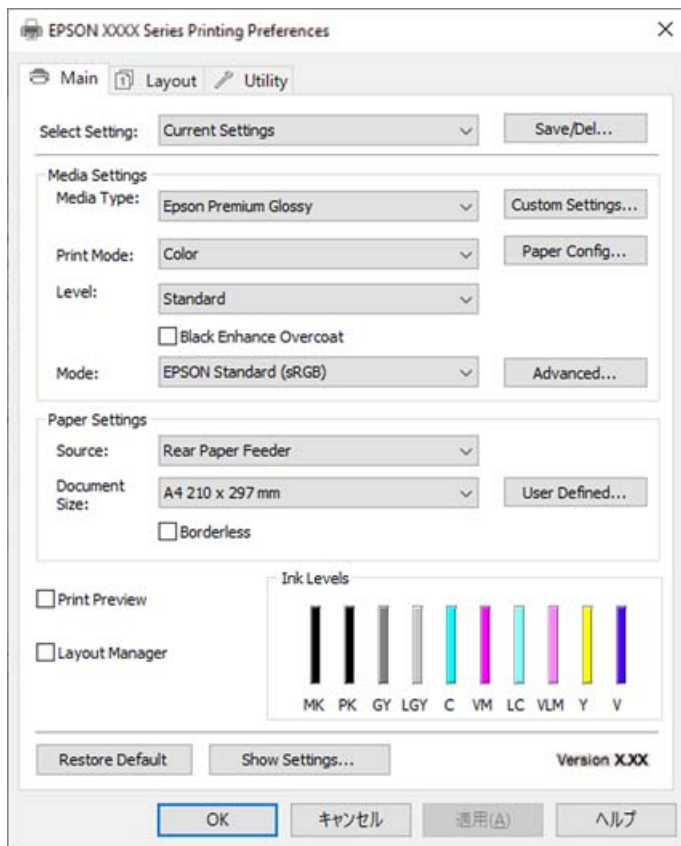 EPSON XXXX Series Printing Preferences
Main Layout Utility
Select Setting: Current Settings Save/Del...
Media Settings
Media Type: Epson Premium Glossy Custom Settings...
Print Mode: Color Paper Config...
Level: Standard
Black Enhance Overcoat
Mode: EPSON Standard (sRGB) Advanced...
Paper Settings
Source: Rear Paper Feeder
Document
Size: A4 210 x 297 mm User Defined...
Borderless
Print Preview
Layout Manager
Ink Levels
MK PK GY LGY C VM LC VLM Y V
Restore Default Show Settings... Version X.XX
OK キャンセル 適用(A) ヘルプ